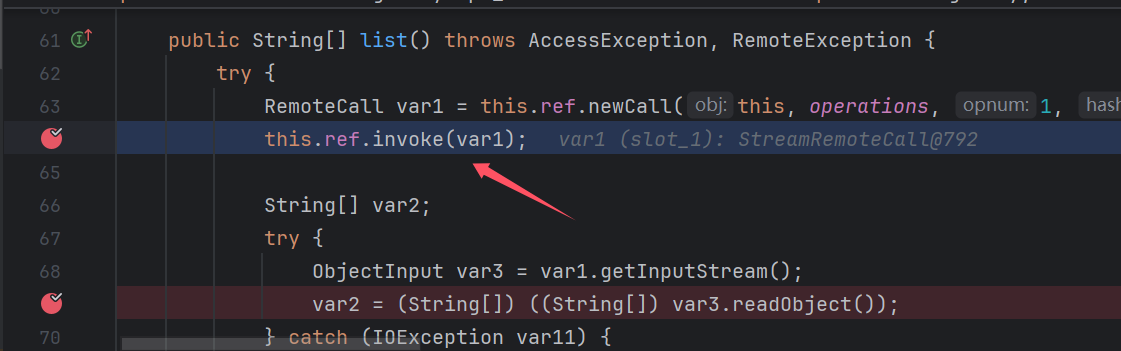 61 public String[] list() throws AccessException, RemoteException {
62 try {
63 RemoteCall var1 = this.ref.newCall( obj: this, operations, opnum: 1, hash
this.ref.invoke(var1); var1 (slot_1): StreamRemoteCall@792
65
66 String[] var2;
67 try {
68 ObjectInput var3 = var1.getInputStream();
var2 = (String[]) ((String[]) var3.readObject());
70 } catch (IOException var11) {